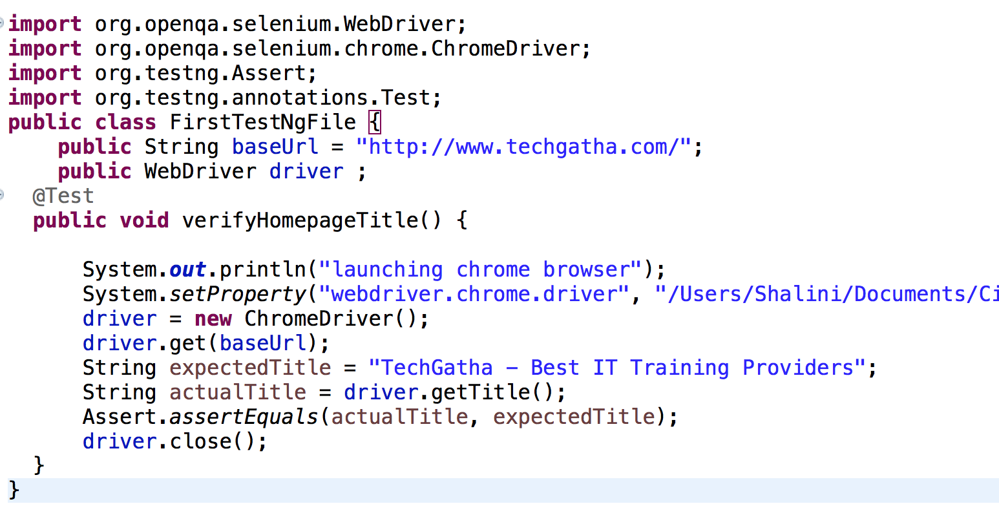 import org.openqa.selenium.WebDriver;
import org.openqa.selenium.chrome.ChromeDriver;
import org.testng.Assert;
import org.testng.annotations.Test;
public class FirstTestNgFile {
    public String baseUrl = "http://www.techgatha.com/";
    public WebDriver driver ;
  @Test
  public void verifyHomepageTitle() {
      System.out.println("launching chrome browser");
      System.setProperty("webdriver.chrome.driver", "/Users/Shalini/Documents/Ci
      driver = new ChromeDriver();
      driver.get(baseUrl);
      String expectedTitle = "TechGatha – Best IT Training Providers";
      String actualTitle = driver.getTitle();
      Assert.assertEquals(actualTitle, expectedTitle);
      driver.close();
  }
}